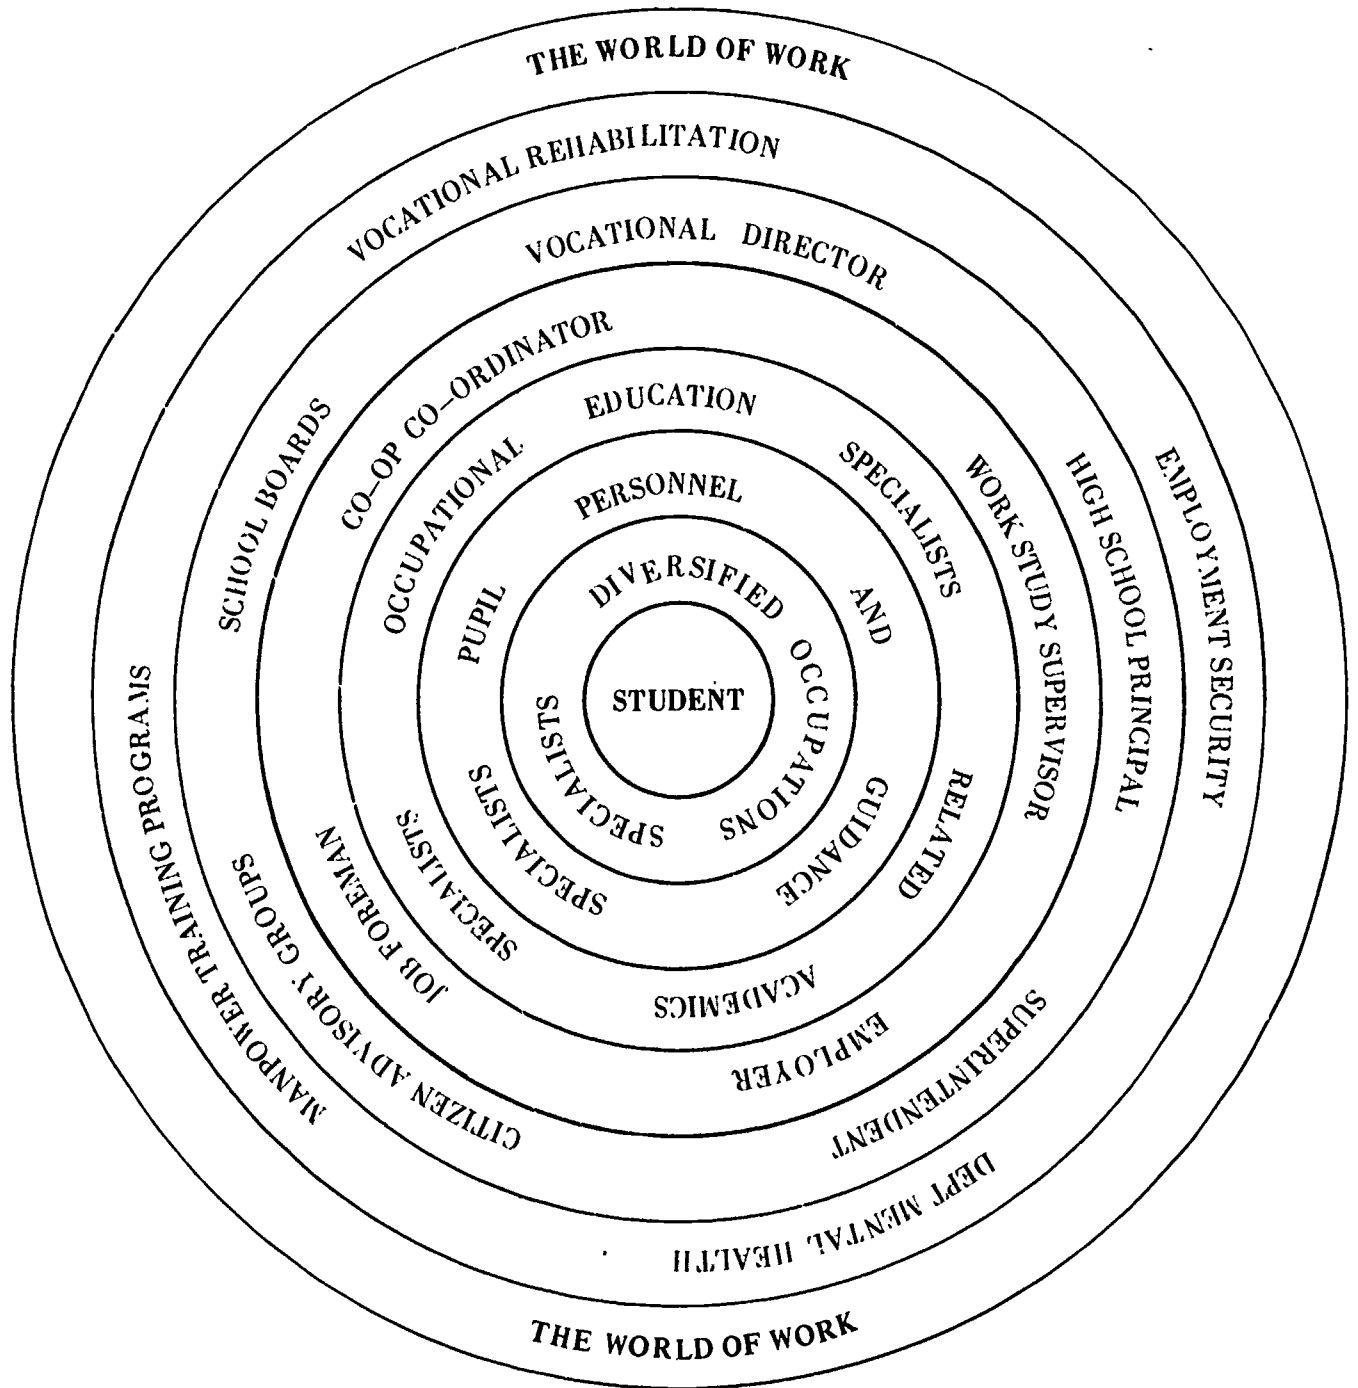 THE WORLD OF WORK
VOCATIONAL REHABILITATION
EMPLOYMENT SECURITY
DEPT MENTAL HEALTH
MANPOWER TRAINING PROGRAMS
VOCATIONAL DIRECTOR
HIGH SCHOOL PRINCIPAL
SUPERINTENDENT
CITIZEN ADVISORY GROUPS
SCHOOL BOARDS
CO-OP CO-ORDINATOR
WORK STUDY SUPERVISOR
EMPLOYER
JOB FOREMAN
OCCUPATIONAL EDUCATION SPECIALISTS
RELATED ACADEMICS SPECIALISTS
PUPIL PERSONNEL AND GUIDANCE SPECIALISTS
DIVERSIFIED OCCUPATIONS SPECIALISTS
STUDENT
THE WORLD OF WORK